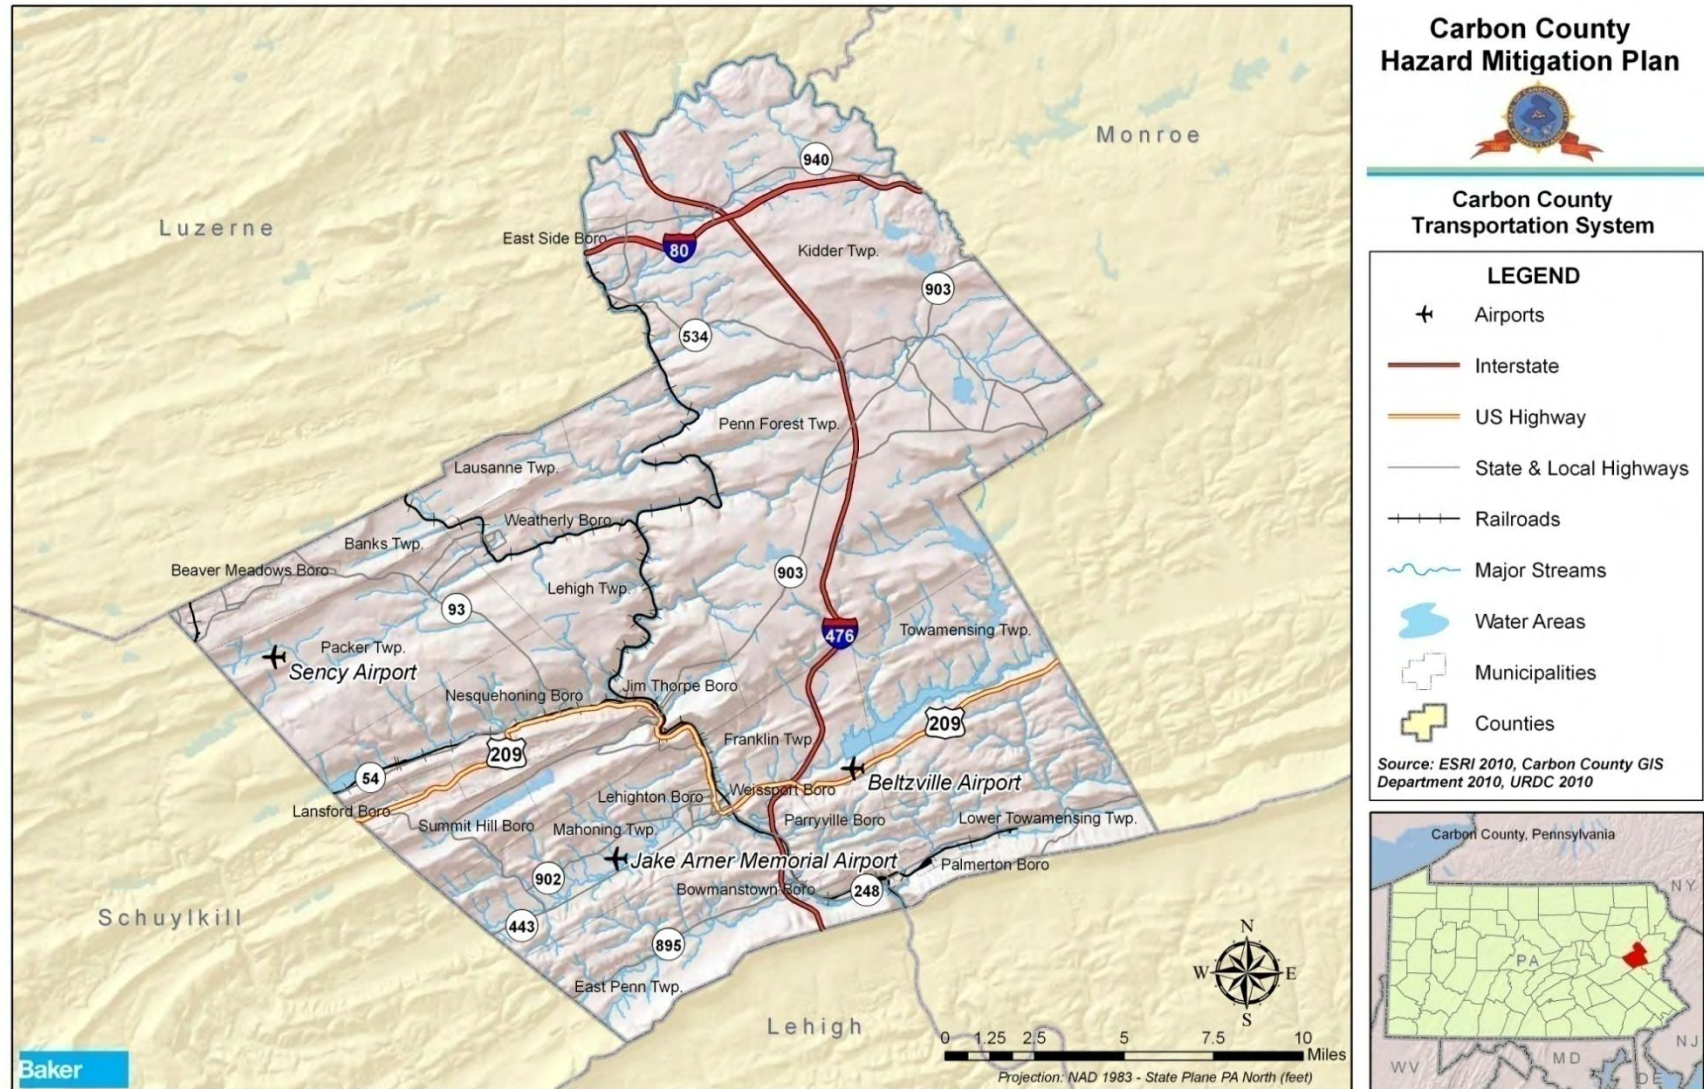 Carbon County
Hazard Mitigation Plan
Carbon County
Transportation System
LEGEND
Airports
Interstate
US Highway
State & Local Highways
Railroads
Major Streams
Water Areas
Municipalities
Counties
Source: ESRI 2010, Carbon County GIS
Department 2010, URDC 2010
Carbon County, Pennsylvania
NY
PA
NJ
WV
MD
DE
Monroe
Luzerne
940
East Side Boro
80
Kidder Twp.
903
534
Penn Forest Twp.
Lausanne Twp.
Weatherly Boro
Banks Twp.
Beaver Meadows Boro
903
Lehigh Twp.
93
476
Towamensing Twp.
Packer Twp.
Sency Airport
Jim Thorpe Boro
Nesquehoning Boro
209
Franklin Twp.
209
54
Beltzville Airport
Weissport Boro
Lehighton Boro
Lansford Boro
Summit Hill Boro
Mahoning Twp.
Parryville Boro
Lower Towamensing Twp.
Jake Arner Memorial Airport
Palmerton Boro
902
Bowmanstown Boro
248
443
895
Schuylkill
East Penn Twp.
Lehigh
N
W
E
S
0 1.25 2.5 5 7.5 10
Miles
Projection: NAD 1983 - State Plane PA North (feet)
Baker